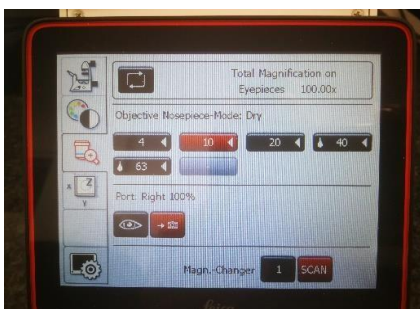 Total Magnification on
Eyepieces 100.00x
Objective Nosepiece-Mode: Dry
4 10 20 40
63
x Z
y
Port: Right 100%
Magn.-Changer 1 SCAN
Leica